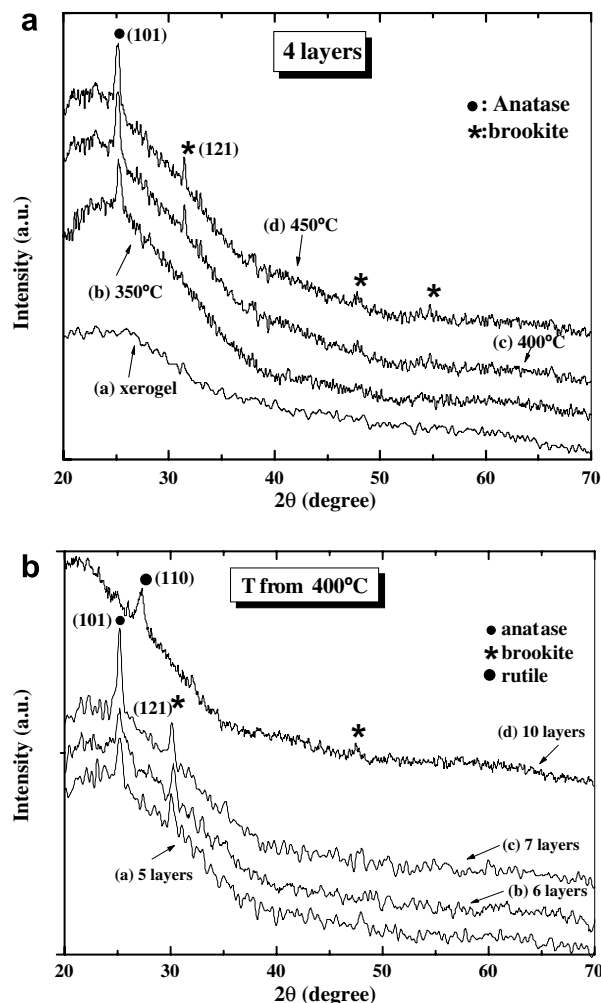 a
(101)
4 layers
●: Anatase
*:brookite
* (121)
(d) 450°C
*
*
(b) 350°C
(c) 400°C
(a) xerogel
Intensity (a.u.)
20 30 40 50 60 70
2θ (degree)
b
(110)
T from 400°C
(101)
● anatase
* brookite
● rutile
(121) *
*
(d) 10 layers
(c) 7 layers
(a) 5 layers
(b) 6 layers
Intensity (a.u.)
20 30 40 50 60 70
2θ (degree)